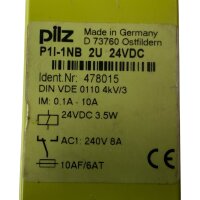 pilz
Made in Germany
D 73760 Ostfildern
P1I-1NB 2U 24VDC
Ident.Nr: 478015
DIN VDE 0110 4kV/3
IM: 0,1A - 10A
24VDC 3.5W
AC1: 240V 8A
10AF/6AT